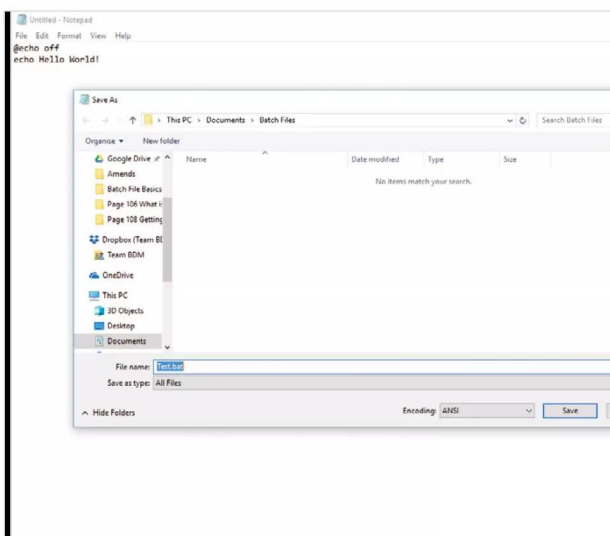 Untitled - Notepad
File Edit Format View Help
@echo off
echo Hello World!
Save As
This PC > Documents > Batch Files
Search Batch Files
Organise New folder
Name Date modified Type Size
No items match your search.
Google Drive
Amends
Batch File Basics
Page 106 What is
Page 108 Getting
Dropbox (Team BD
Team BDM
OneDrive
This PC
3D Objects
Desktop
Documents
File name: Test.bat
Save as type: All Files
Hide Folders
Encoding: ANSI
Save